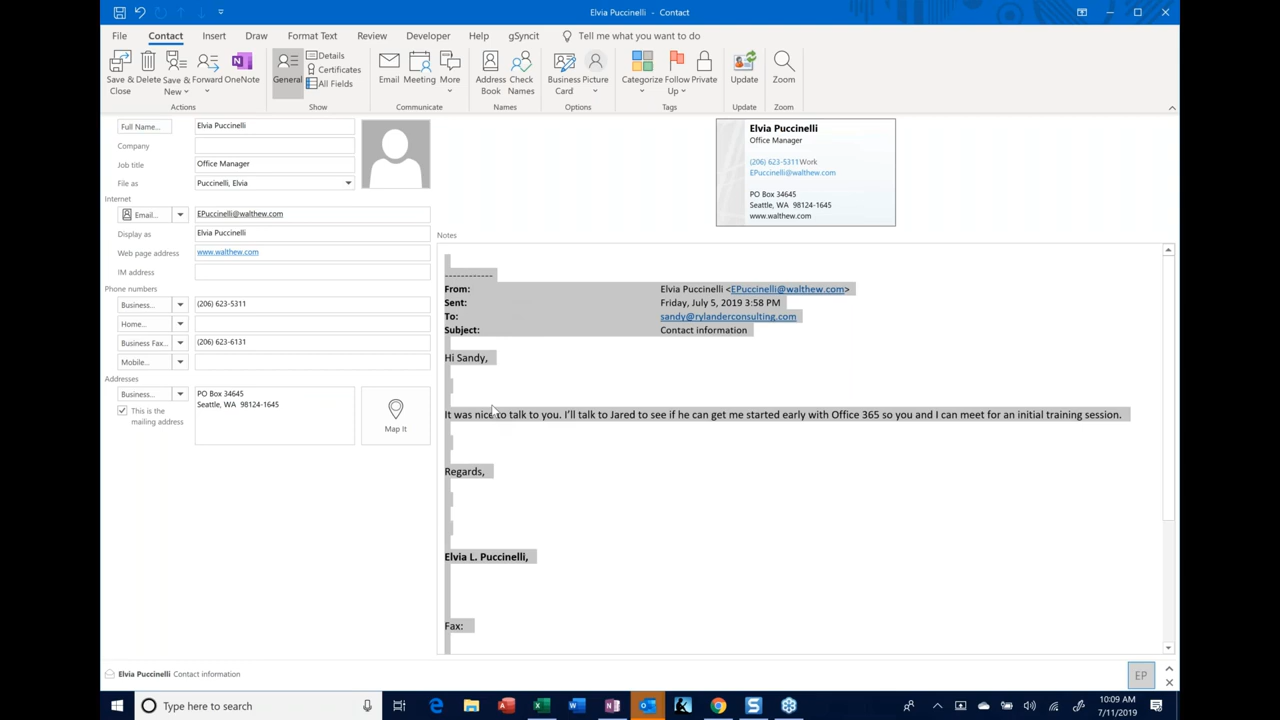 Elvia Puccinelli - Contact
File Contact Insert Draw Format Text Review Developer Help gSyncit Tell me what you want to do
Save & Close
Delete
Save & New
Forward
OneNote
Actions
General
Details
Certificates
All Fields
Show
Email
Meeting
More
Communicate
Address Book
Check Names
Names
Business Card
Picture
Options
Categorize
Follow Up
Private
Tags
Update
Update
Zoom
Zoom
Full Name... Elvia Puccinelli
Company
Job title Office Manager
File as Puccinelli, Elvia
Internet
Email... EPuccinelli@walthew.com
Display as Elvia Puccinelli
Web page address www.walthew.com
IM address
Phone numbers
Business... (206) 623-5311
Home...
Business Fax... (206) 623-6131
Mobile...
Addresses
Business... PO Box 34645
Seattle, WA 98124-1645
This is the mailing address
Map It
Elvia Puccinelli
Office Manager
(206) 623-5311Work
EPuccinelli@walthew.com
PO Box 34645
Seattle, WA 98124-1645
www.walthew.com
Notes
------------
From: Elvia Puccinelli <EPuccinelli@walthew.com>
Sent: Friday, July 5, 2019 3:58 PM
To: sandy@rylanderconsulting.com
Subject: Contact information
Hi Sandy,
It was nice to talk to you. I'll talk to Jared to see if he can get me started early with Office 365 so you and I can meet for an initial training session.
Regards,
Elvia L. Puccinelli,
Fax:
Elvia Puccinelli Contact information
EP
Type here to search
10:09 AM
7/11/2019